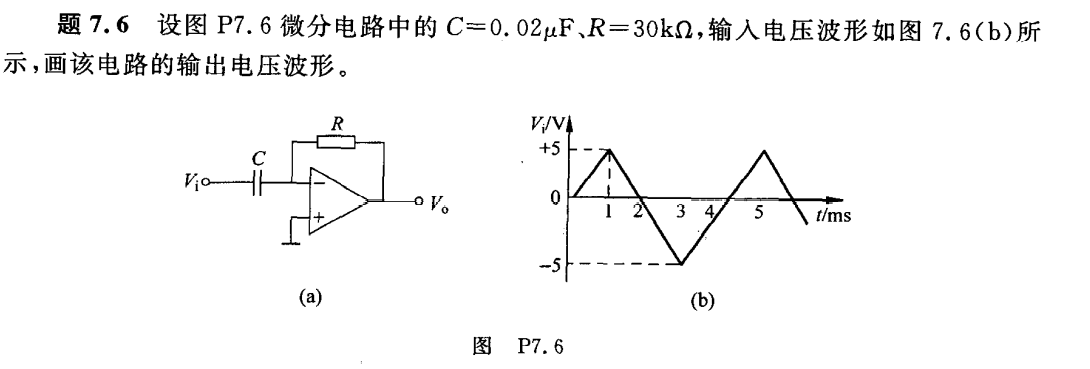 题 7.6 设图 P7.6 微分电路中的 C=0.02μF、R=30kΩ,输入电压波形如图 7.6(b)所
示,画该电路的输出电压波形。
R
C
Vi
−
+
Vo
(a)
Vi/V
+5
0
1 2 3 4 5 t/ms
−5
(b)
图 P7.6